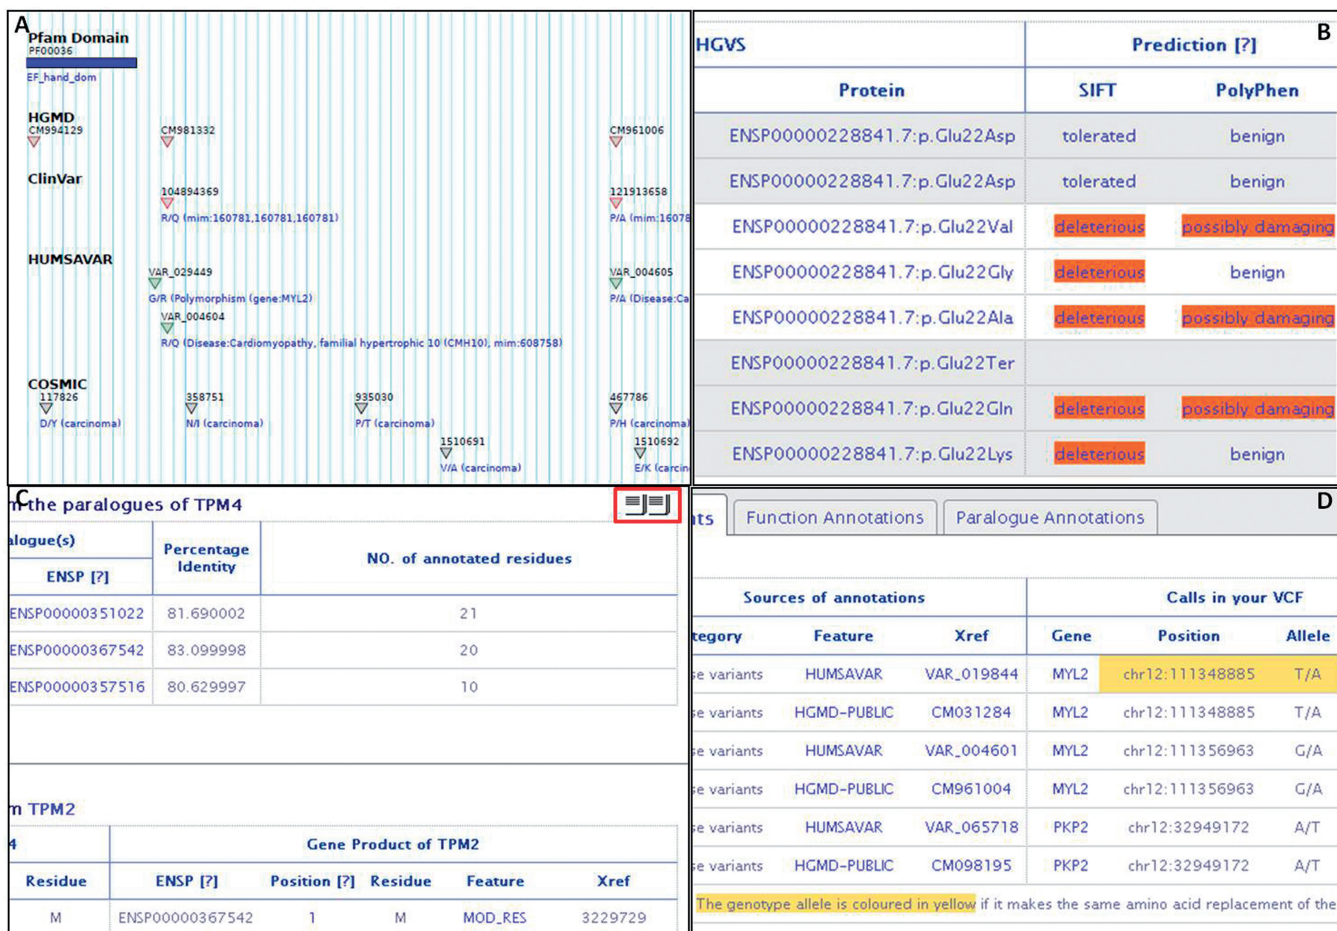 A
Pfam Domain
PF00036
EF_hand_dom
HGMD
CM994129 CM981332 CM961006
ClinVar
104894369 121913658
R/Q (mim:160781,160781,160781) P/A (mim:16078
HUMSAVAR
VAR_029449 VAR_004605
G/R (Polymorphism (gene:MYL2) P/A (Disease:Ca
VAR_004604
R/Q (Disease:Cardiomyopathy, familial hypertrophic 10 (CMH10), mim:608758)
COSMIC
117826 358751 935030 467786
D/Y (carcinoma) N/I (carcinoma) P/T (carcinoma) P/H (carcinoma)
1510691 1510692
V/A (carcinoma) E/K (carcin
B
HGVS Prediction [?]
Protein SIFT PolyPhen
ENSP00000228841.7:p.Glu22Asp tolerated benign
ENSP00000228841.7:p.Glu22Asp tolerated benign
ENSP00000228841.7:p.Glu22Val deleterious possibly damaging
ENSP00000228841.7:p.Glu22Gly deleterious benign
ENSP00000228841.7:p.Glu22Ala deleterious possibly damaging
ENSP00000228841.7:p.Glu22Ter
ENSP00000228841.7:p.Glu22Gln deleterious possibly damaging
ENSP00000228841.7:p.Glu22Lys deleterious benign
C
m the paralogues of TPM4
alogue(s) Percentage Identity NO. of annotated residues
ENSP [?]
ENSP00000351022 81.690002 21
ENSP00000367542 83.099998 20
ENSP00000357516 80.629997 10
m TPM2
4 Gene Product of TPM2
Residue ENSP [?] Position [?] Residue Feature Xref
M ENSP00000367542 1 M MOD_RES 3229729
D
nts Function Annotations Paralogue Annotations
Sources of annotations Calls in your VCF
tegory Feature Xref Gene Position Allele
se variants HUMSAVAR VAR_019844 MYL2 chr12:111348885 T/A
se variants HGMD-PUBLIC CM031284 MYL2 chr12:111348885 T/A
se variants HUMSAVAR VAR_004601 MYL2 chr12:111356963 G/A
se variants HGMD-PUBLIC CM961004 MYL2 chr12:111356963 G/A
se variants HUMSAVAR VAR_065718 PKP2 chr12:32949172 A/T
se variants HGMD-PUBLIC CM098195 PKP2 chr12:32949172 A/T
The genotype allele is coloured in yellow if it makes the same amino acid replacement of the